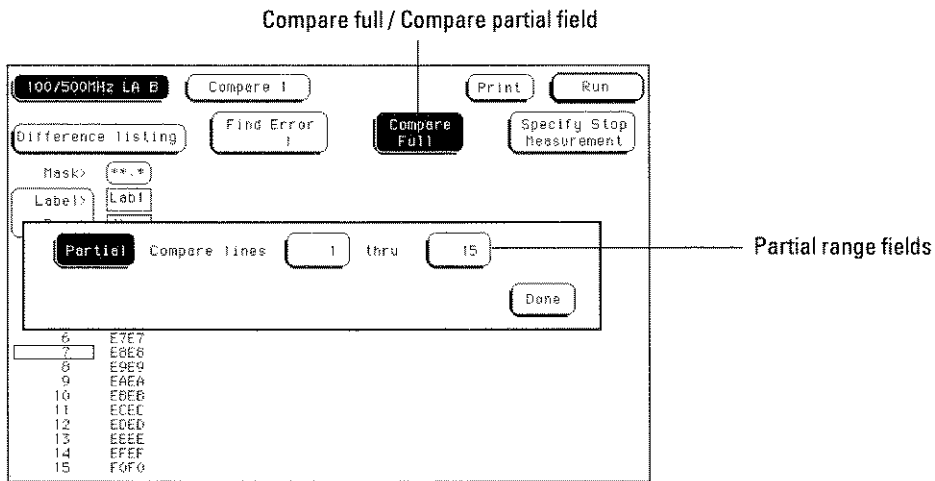 Compare full / Compare partial field
100/500MHz LA B Compare 1 Print Run
Difference listing Find Error 1 Compare Full Specify Stop Measurement
Mask> **.*
Label> Lab1
Partial Compare lines 1 thru 15
Partial range fields
Done
6 E7E7
7 E8E8
8 E9E9
9 EAEA
10 EBEB
11 ECEC
12 EDED
13 EEEE
14 EFEF
15 F0F0